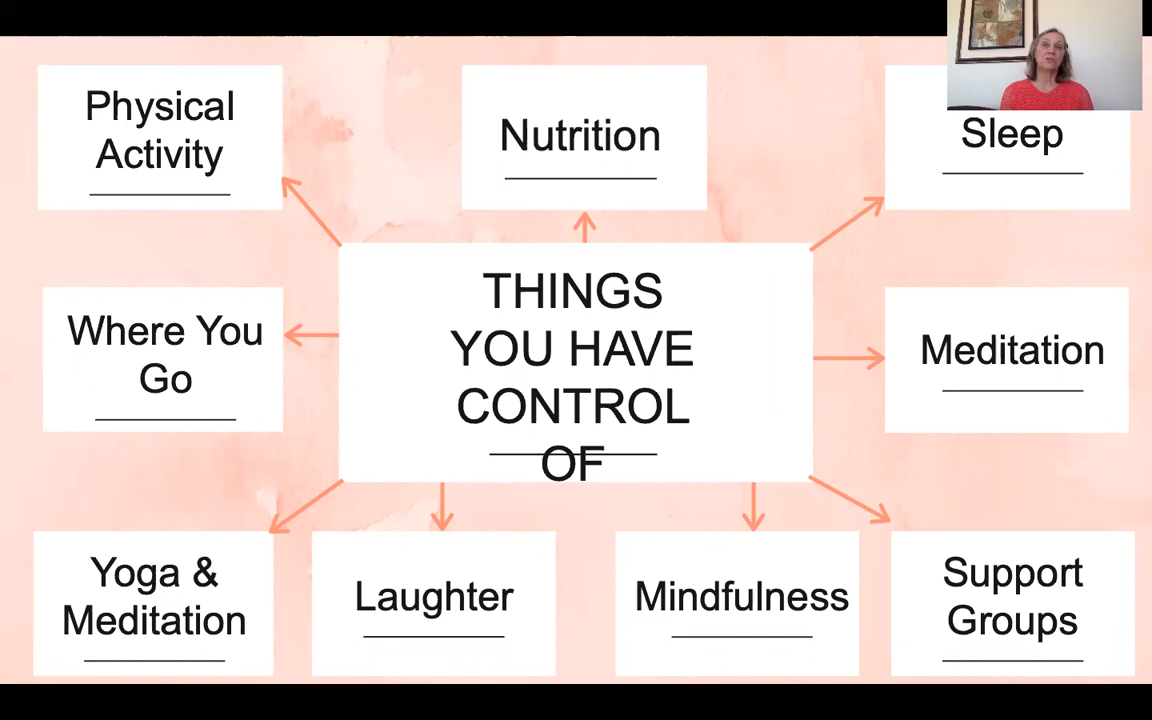 Physical
Activity
Nutrition
Sleep
Where You
Go
THINGS
YOU HAVE
CONTROL
OF
Meditation
Yoga &
Meditation
Laughter
Mindfulness
Support
Groups